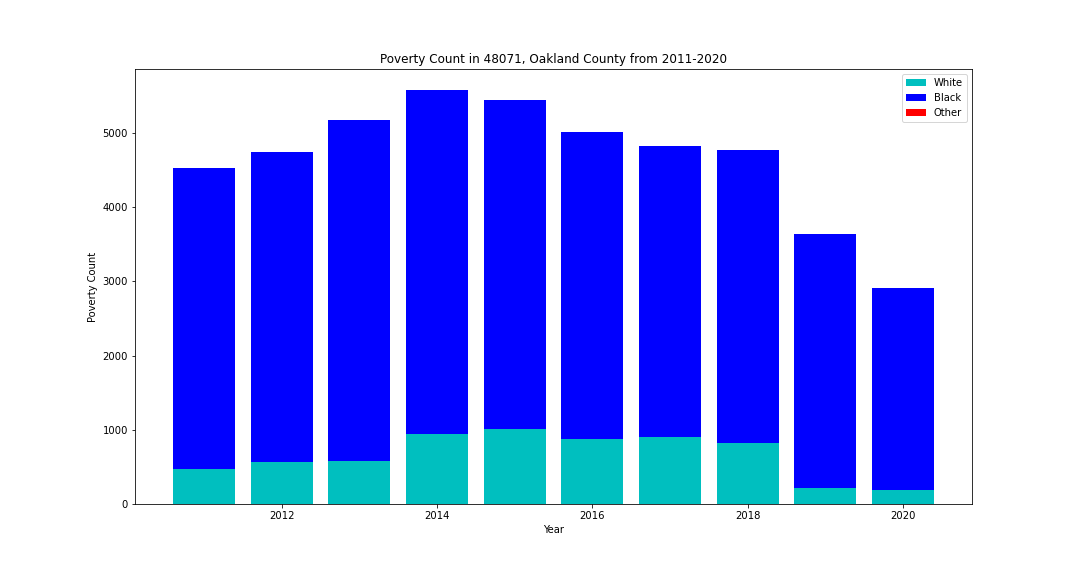 Poverty Count in 48071, Oakland County from 2011-2020
White
Black
Other
5000
4000
3000
2000
1000
0
Poverty Count
2012 2014 2016 2018 2020
Year